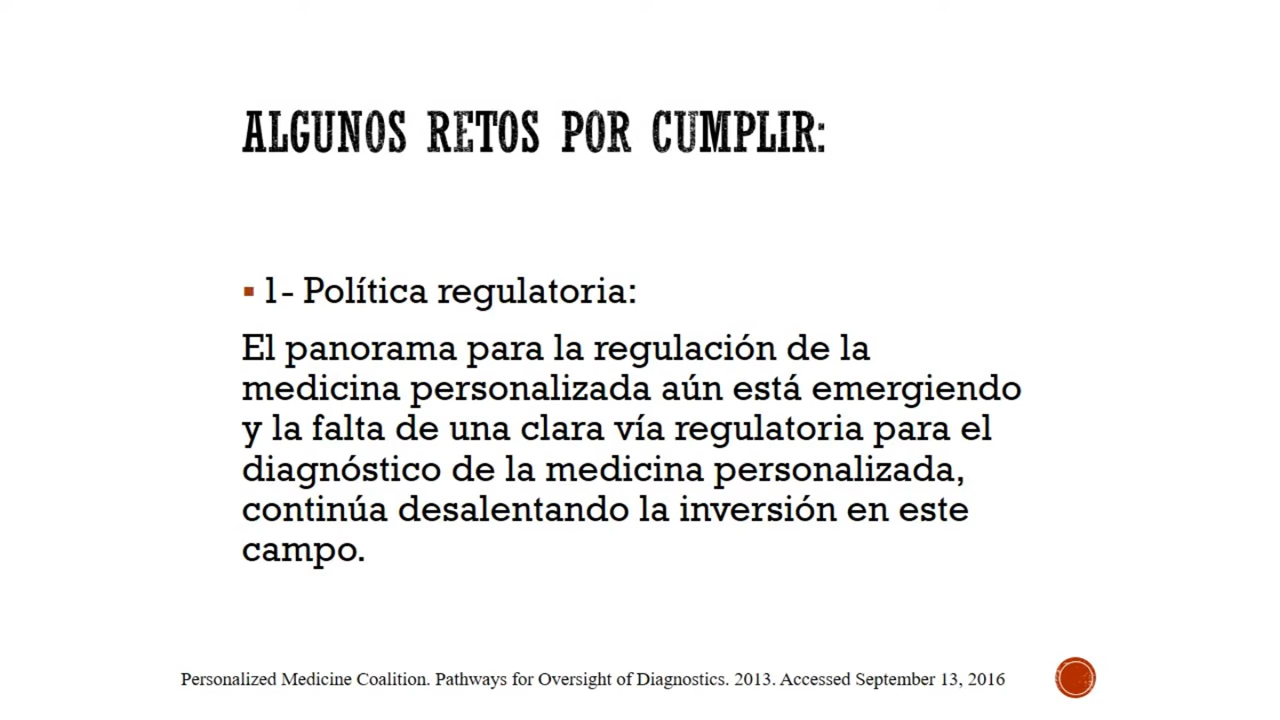 ALGUNOS RETOS POR CUMPLIR:
▪ 1- Política regulatoria:
El panorama para la regulación de la
medicina personalizada aún está emergiendo
y la falta de una clara vía regulatoria para el
diagnóstico de la medicina personalizada,
continúa desalentando la inversión en este
campo.
Personalized Medicine Coalition. Pathways for Oversight of Diagnostics. 2013. Accessed September 13, 2016